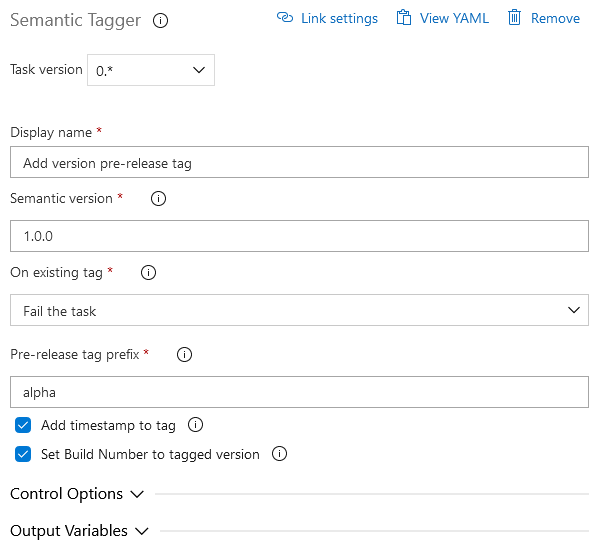 Semantic Tagger Link settings View YAML Remove
Task version 0.*
Display name *
Add version pre-release tag
Semantic version *
1.0.0
On existing tag *
Fail the task
Pre-release tag prefix *
alpha
Add timestamp to tag
Set Build Number to tagged version
Control Options
Output Variables